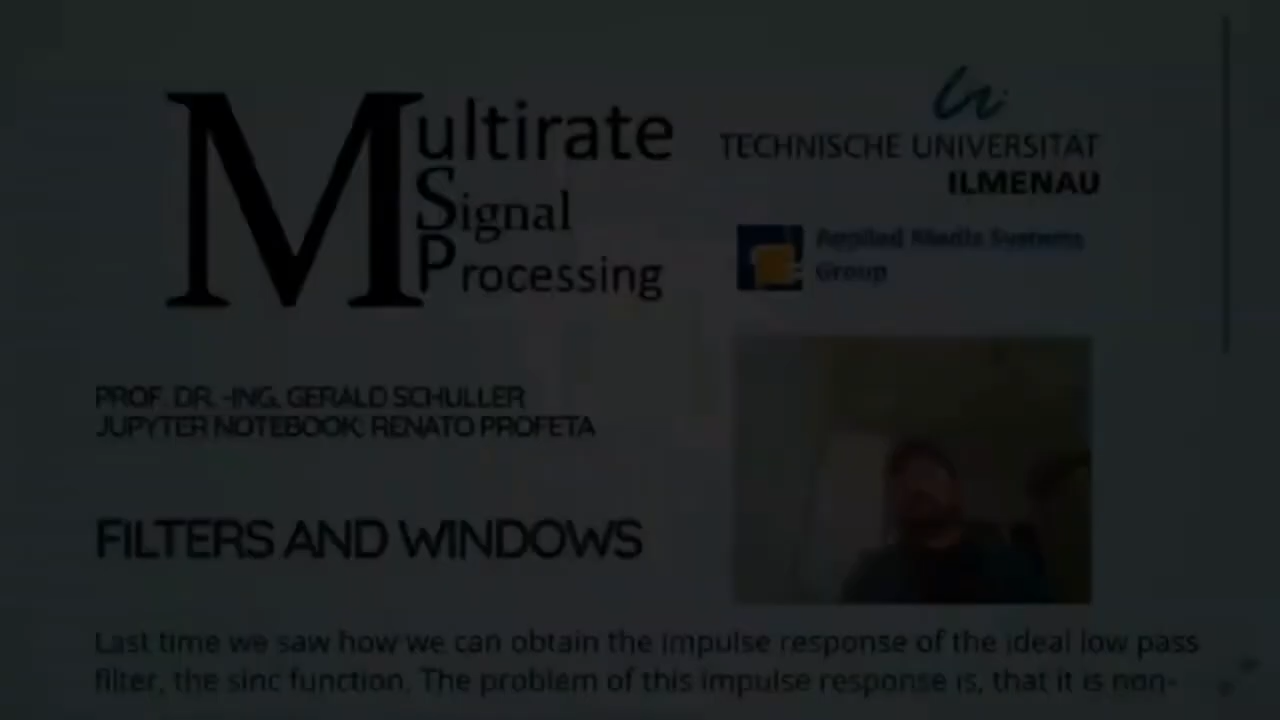 Multirate
Signal
Processing
TECHNISCHE UNIVERSITÄT
ILMENAU
Applied Media Systems
Group
PROF. DR. -ING. GERALD SCHULLER
JUPYTER NOTEBOOK: RENATO PROFETA
FILTERS AND WINDOWS
Last time we saw how we can obtain the impulse response of the ideal low pass
filter, the sinc function. The problem of this impulse response is, that it is non-